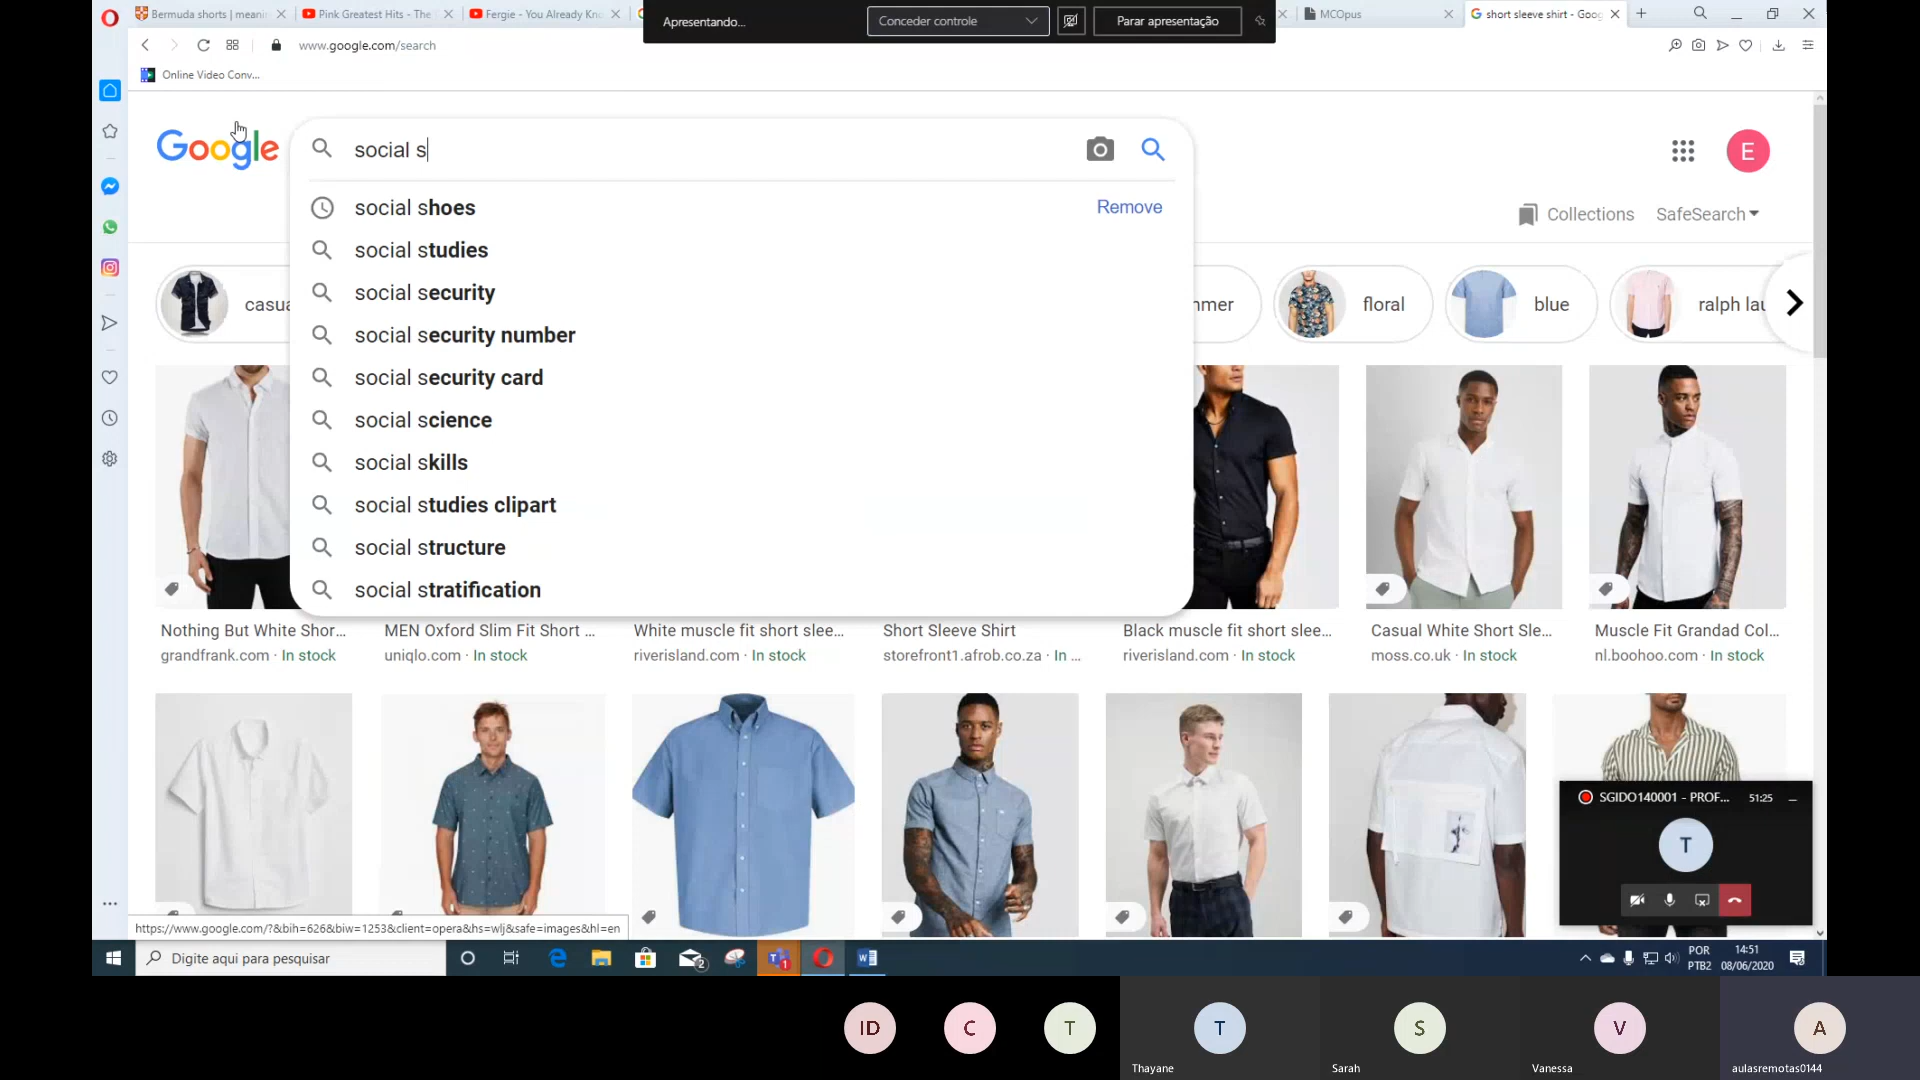 Bermuda shorts | meani
Pink Greatest Hits - The
Fergie - You Already Kno
Apresentando...
Conceder controle
Parar apresentação
MCOpus
short sleeve shirt - Goog
www.google.com/search
Online Video Conv...
Google
social s
E
social shoes
Remove
social studies
social security
social security number
social security card
social science
social skills
social studies clipart
social structure
social stratification
Collections
SafeSearch
casua
floral
blue
ralph lau
Nothing But White Shor...
MEN Oxford Slim Fit Short ...
White muscle fit short slee...
Short Sleeve Shirt
Black muscle fit short slee...
Casual White Short Sle...
Muscle Fit Grandad Col...
grandfrank.com · In stock
uniqlo.com · In stock
riverisland.com · In stock
storefront1.afrob.co.za · In ...
riverisland.com · In stock
moss.co.uk · In stock
nl.boohoo.com · In stock
SGIDO140001 - PROF...
51:25
T
https://www.google.com/?&bih=626&biw=1253&client=opera&hs=wlj&safe=images&hl=en
Digite aqui para pesquisar
2
1
POR
PTB2
14:51
08/06/2020
ID
C
T
T
S
V
A
Thayane
Sarah
Vanessa
aulasremotas0144